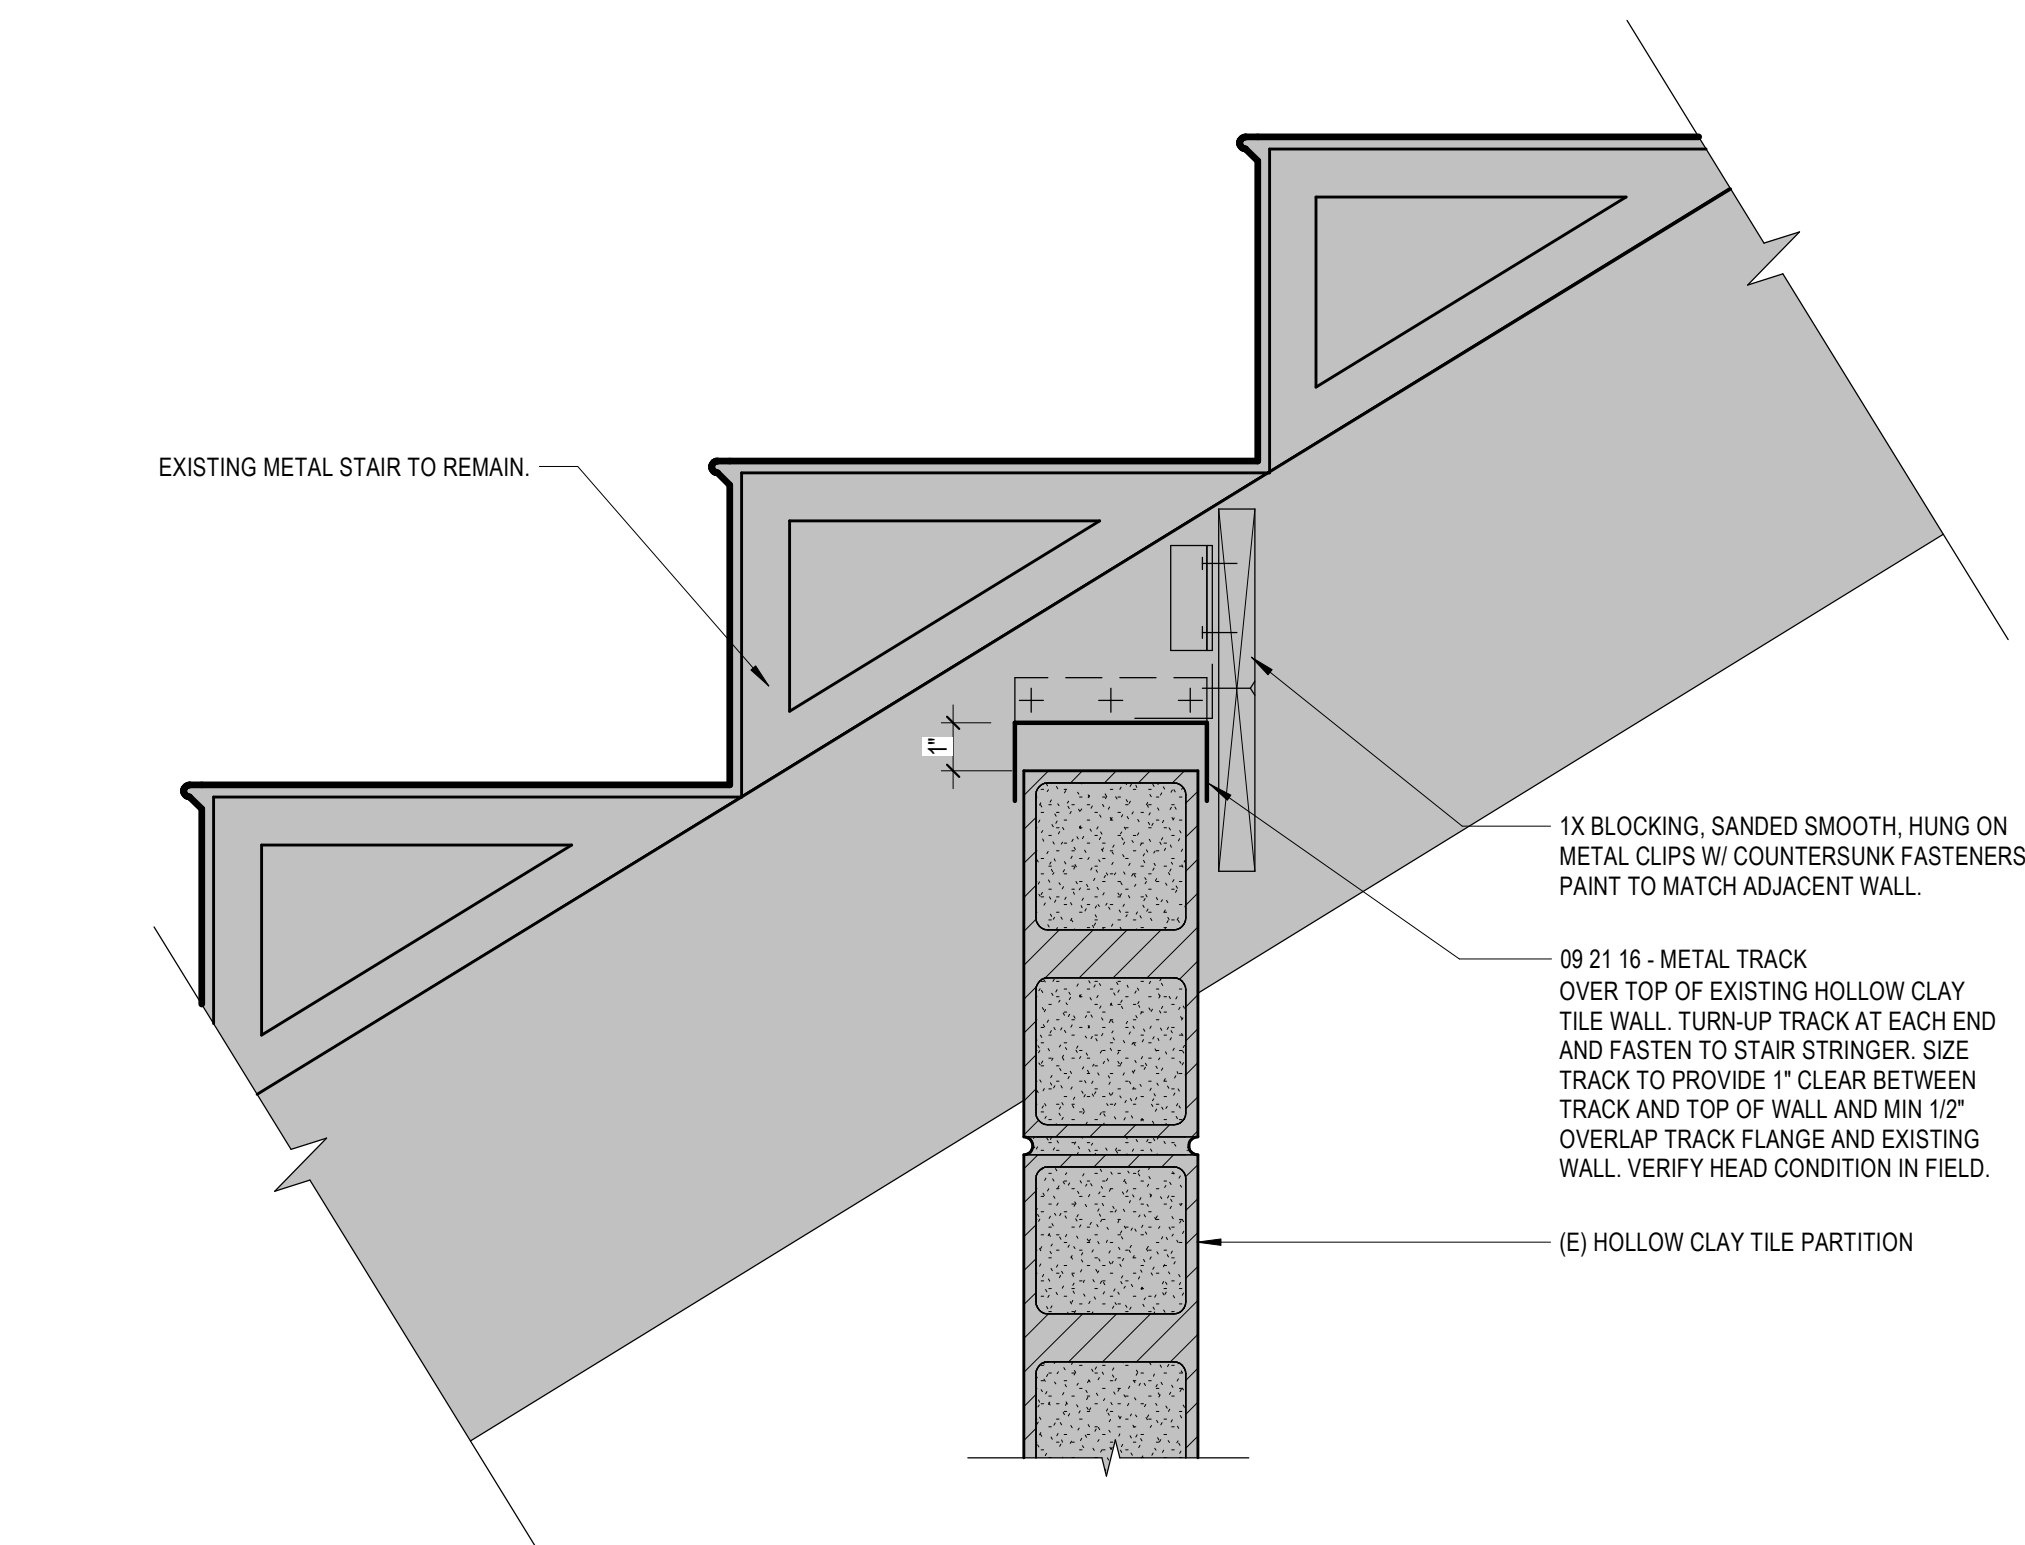 EXISTING METAL STAIR TO REMAIN.
1"
1X BLOCKING, SANDED SMOOTH, HUNG ON
METAL CLIPS W/ COUNTERSUNK FASTENERS
PAINT TO MATCH ADJACENT WALL.
09 21 16 - METAL TRACK
OVER TOP OF EXISTING HOLLOW CLAY
TILE WALL. TURN-UP TRACK AT EACH END
AND FASTEN TO STAIR STRINGER. SIZE
TRACK TO PROVIDE 1" CLEAR BETWEEN
TRACK AND TOP OF WALL AND MIN 1/2"
OVERLAP TRACK FLANGE AND EXISTING
WALL. VERIFY HEAD CONDITION IN FIELD.
(E) HOLLOW CLAY TILE PARTITION